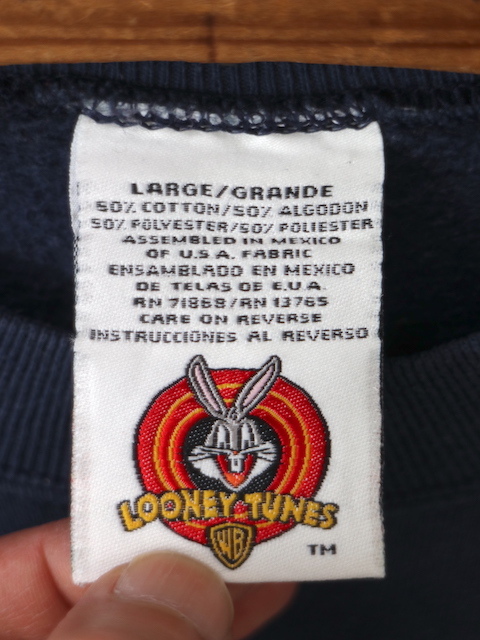 LARGE/GRANDE
50% COTTON/50% ALGODON
50% POLYESTER/50% POLIESTER
ASSEMBLED IN MEXICO
OF U.S.A. FABRIC
ENSAMBLADO EN MEXICO
DE TELAS DE E.U.A.
RN 71868/RN 13765
CARE ON REVERSE
INSTRUCCIONES AL REVERSO
LOONEY TUNES
WB
TM